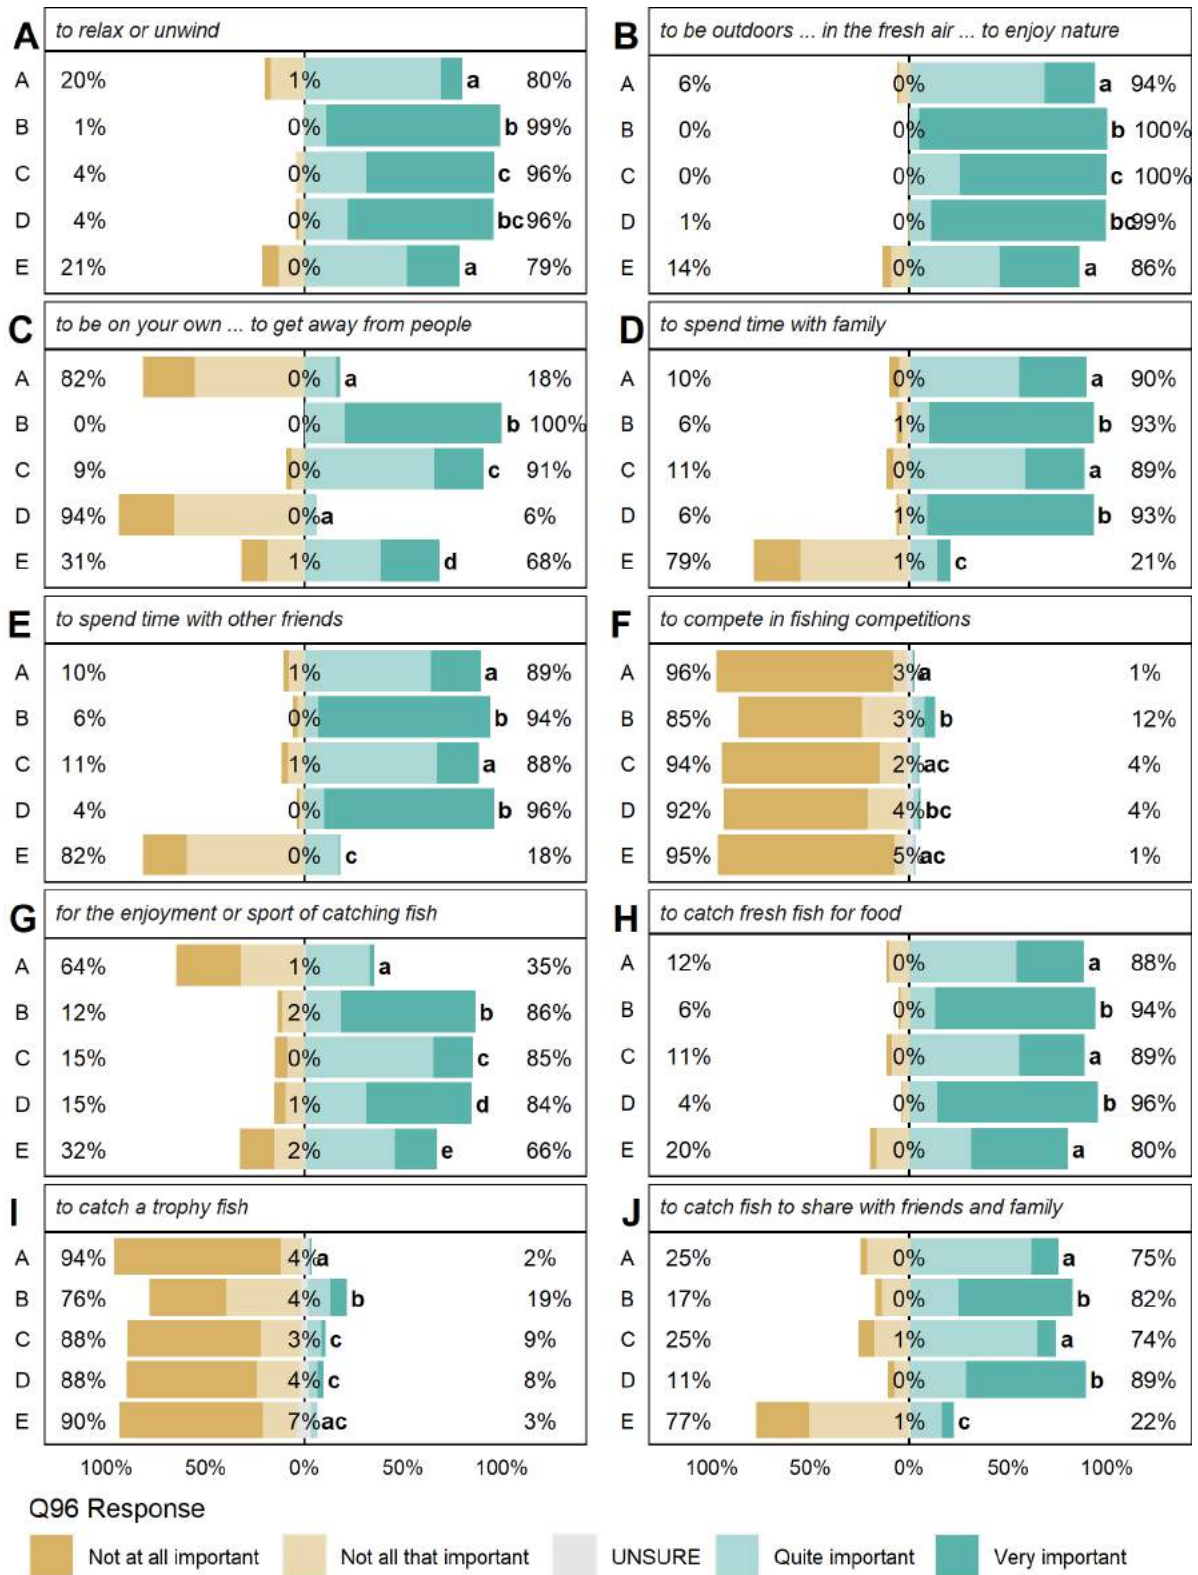 A to relax or unwind
A 20% 1% a 80%
B 1% 0% b 99%
C 4% 0% c 96%
D 4% 0% bc 96%
E 21% 0% a 79%
B to be outdoors ... in the fresh air ... to enjoy nature
A 6% 0% a 94%
B 0% 0% b 100%
C 0% 0% c 100%
D 1% 0% bc 99%
E 14% 0% a 86%
C to be on your own ... to get away from people
A 82% 0% a 18%
B 0% 0% b 100%
C 9% 0% c 91%
D 94% 0% a 6%
E 31% 1% d 68%
D to spend time with family
A 10% 0% a 90%
B 6% 1% b 93%
C 11% 0% a 89%
D 6% 1% b 93%
E 79% 1% c 21%
E to spend time with other friends
A 10% 1% a 89%
B 6% 0% b 94%
C 11% 1% a 88%
D 4% 0% b 96%
E 82% 0% c 18%
F to compete in fishing competitions
A 96% 3% a 1%
B 85% 3% b 12%
C 94% 2% ac 4%
D 92% 4% bc 4%
E 95% 5% ac 1%
G for the enjoyment or sport of catching fish
A 64% 1% a 35%
B 12% 2% b 86%
C 15% 0% c 85%
D 15% 1% d 84%
E 32% 2% e 66%
H to catch fresh fish for food
A 12% 0% a 88%
B 6% 0% b 94%
C 11% 0% a 89%
D 4% 0% b 96%
E 20% 0% a 80%
I to catch a trophy fish
A 94% 4% a 2%
B 76% 4% b 19%
C 88% 3% c 9%
D 88% 4% c 8%
E 90% 7% ac 3%
J to catch fish to share with friends and family
A 25% 0% a 75%
B 17% 0% b 82%
C 25% 1% a 74%
D 11% 0% b 89%
E 77% 1% c 22%
100% 50% 0% 50% 100% 100% 50% 0% 50% 100%
Q96 Response
Not at all important Not all that important UNSURE Quite important Very important